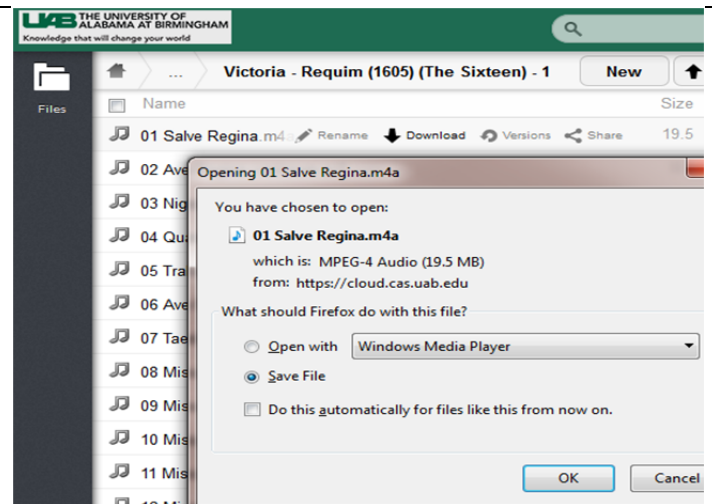 UAB THE UNIVERSITY OF
ALABAMA AT BIRMINGHAM
Knowledge that will change your world
... Victoria - Requim (1605) (The Sixteen) - 1 New
Files
Name Size
01 Salve Regina.m4 Rename Download Versions Share 19.5
02 Ave
03 Nig
04 Qua
05 Tra
06 Ave
07 Tae
08 Mis
09 Mis
10 Mis
11 Mis
Opening 01 Salve Regina.m4a
You have chosen to open:
01 Salve Regina.m4a
which is: MPEG-4 Audio (19.5 MB)
from: https://cloud.cas.uab.edu
What should Firefox do with this file?
Open with Windows Media Player
Save File
Do this automatically for files like this from now on.
OK Cancel